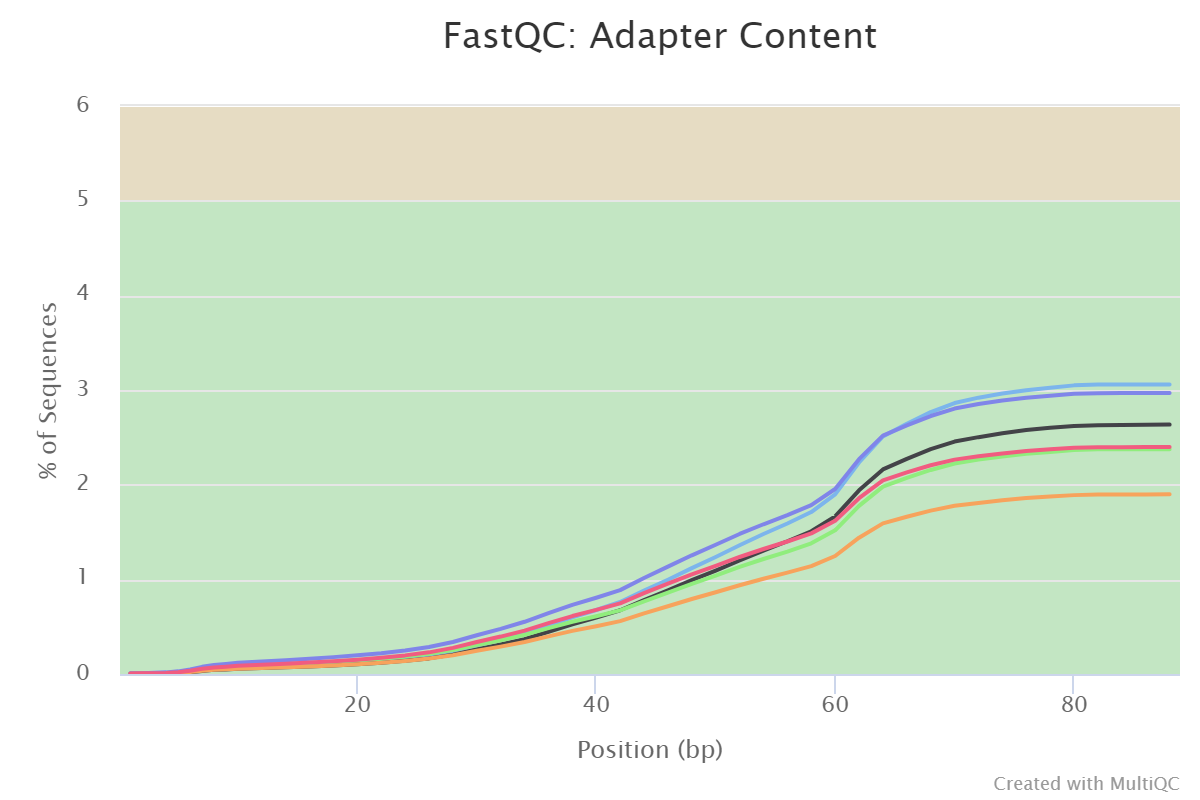 FastQC: Adapter Content
6
5
4
3
2
1
0
% of Sequences
20 40 60 80
Position (bp)
Created with MultiQC